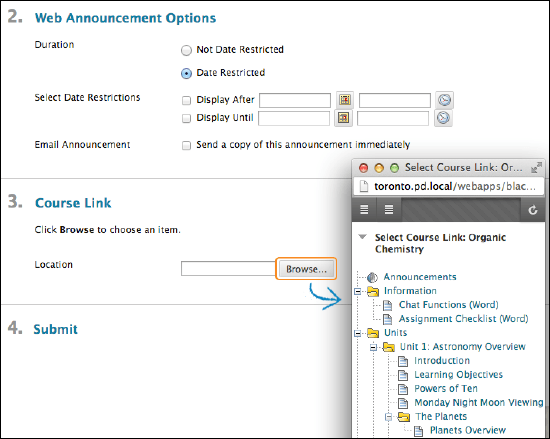 2. Web Announcement Options
Duration
Not Date Restricted
Date Restricted
Select Date Restrictions
Display After
Display Until
Email Announcement
Send a copy of this announcement immediately
3. Course Link
Click Browse to choose an item.
Location
Browse...
4. Submit
Select Course Link: Or...
toronto.pd.local/webapps/blac...
Select Course Link: Organic
Chemistry
Announcements
Information
Chat Functions (Word)
Assignment Checklist (Word)
Units
Unit 1: Astronomy Overview
Introduction
Learning Objectives
Powers of Ten
Monday Night Moon Viewing
The Planets
Planets Overview